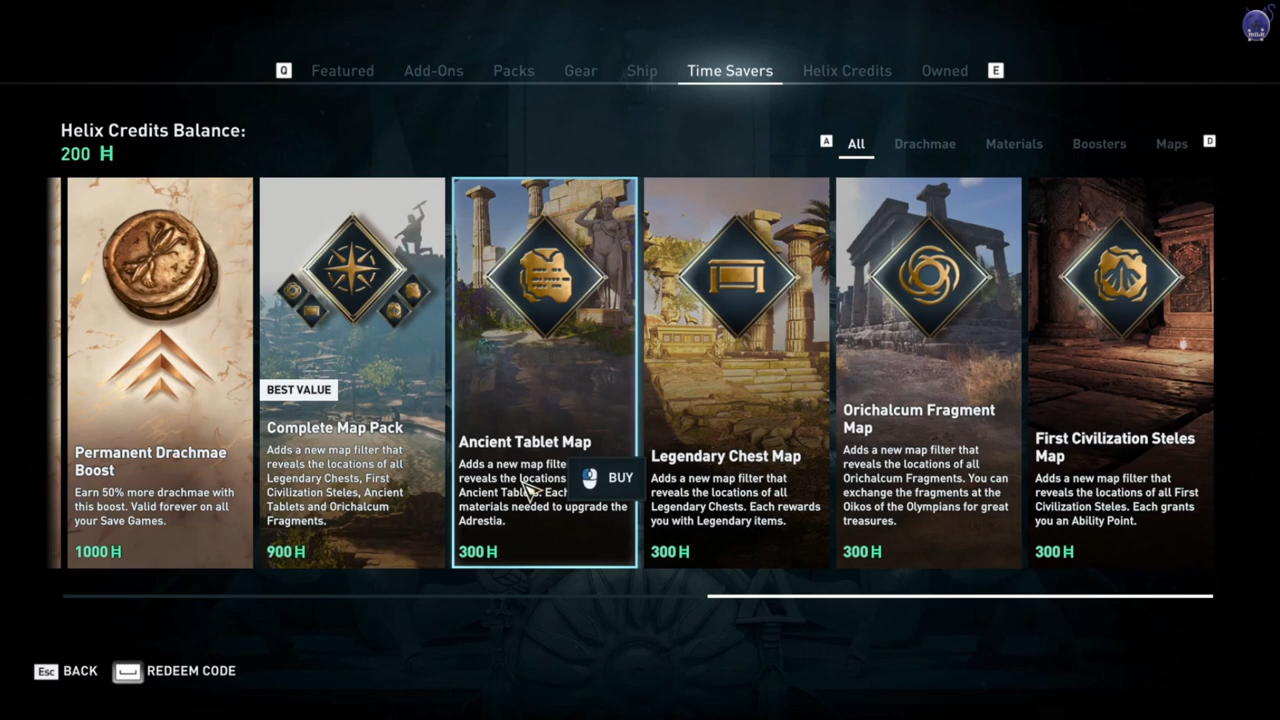 Q Featured Add-Ons Packs Gear Ship Time Savers Helix Credits Owned E
Helix Credits Balance:
200 H
A All Drachmae Materials Boosters Maps D
Permanent Drachmae
Boost
Earn 50% more drachmae with
this boost. Valid forever on all
your Save Games.
1000 H
BEST VALUE
Complete Map Pack
Adds a new map filter that
reveals the locations of all
Legendary Chests, First
Civilization Steles, Ancient
Tablets and Orichalcum
Fragments.
900 H
Ancient Tablet Map
Adds a new map filte
reveals the locations
Ancient Tablets. Each
materials needed to upgrade the
Adrestia.
300 H
BUY
Legendary Chest Map
Adds a new map filter that
reveals the locations of all
Legendary Chests. Each rewards
you with Legendary items.
300 H
Orichalcum Fragment
Map
Adds a new map filter that
reveals the locations of all
Orichalcum Fragments. You can
exchange the fragments at the
Oikos of the Olympians for great
treasures.
300 H
First Civilization Steles
Map
Adds a new map filter that
reveals the locations of all First
Civilization Steles. Each grants
you an Ability Point.
300 H
Esc BACK REDEEM CODE